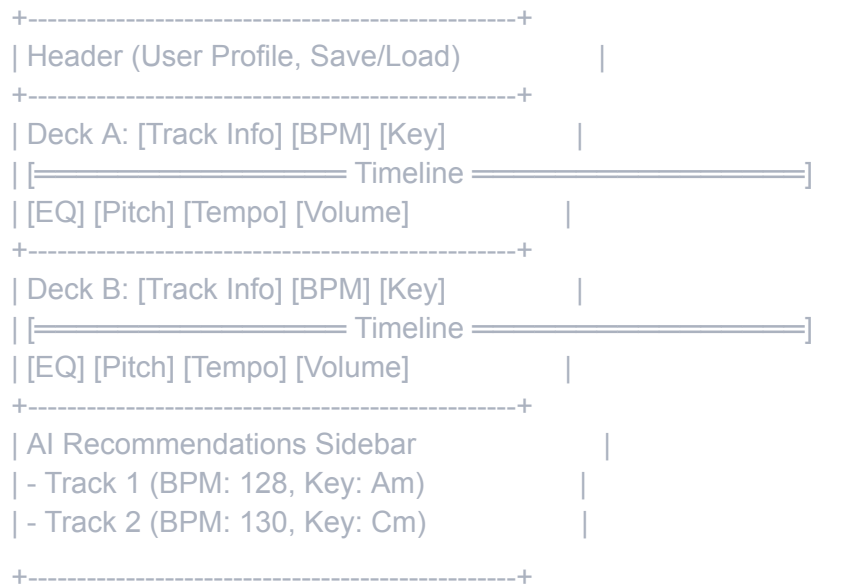 +--------------------------------------------------+
| Header (User Profile, Save/Load) |
+--------------------------------------------------+
| Deck A: [Track Info] [BPM] [Key] |
| [════════════════ Timeline ═════════════════]
| [EQ] [Pitch] [Tempo] [Volume] |
+--------------------------------------------------+
| Deck B: [Track Info] [BPM] [Key] |
| [════════════════ Timeline ═════════════════]
| [EQ] [Pitch] [Tempo] [Volume] |
+--------------------------------------------------+
| AI Recommendations Sidebar |
| - Track 1 (BPM: 128, Key: Am) |
| - Track 2 (BPM: 130, Key: Cm) |
+--------------------------------------------------+